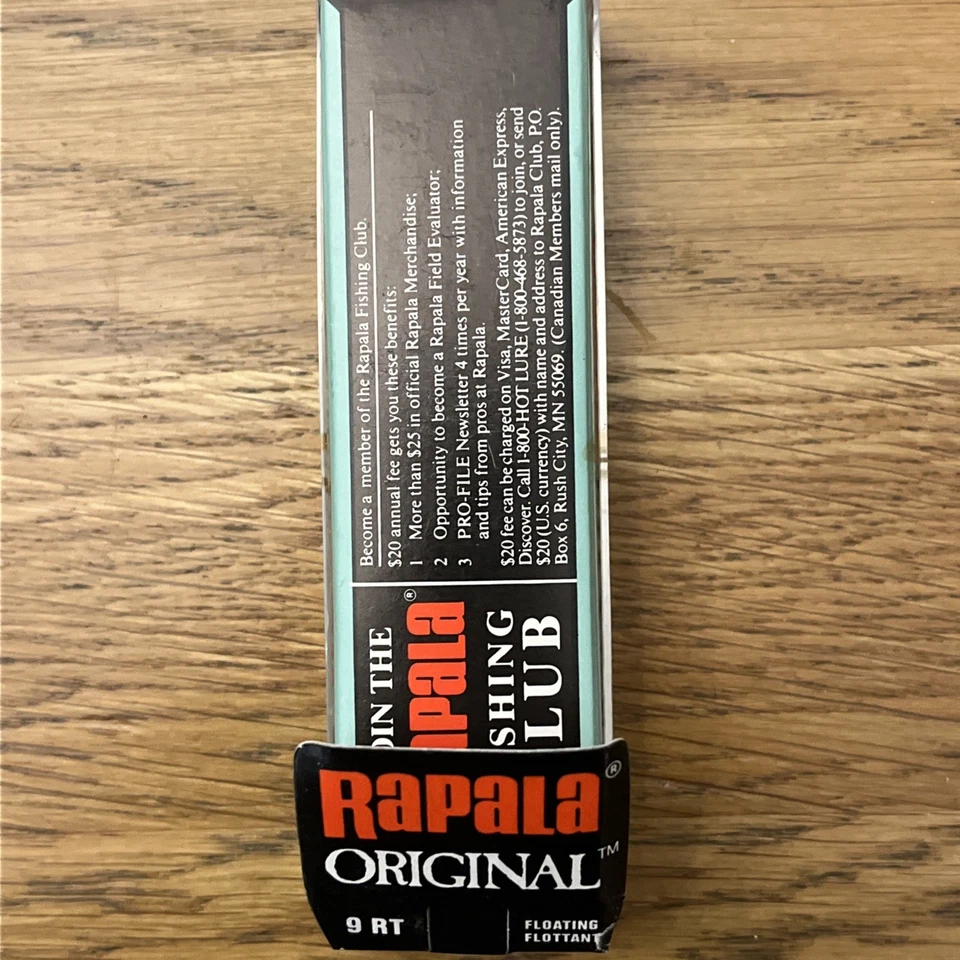 Become a member of the Rapala Fishing Club.
$20 annual fee gets you these benefits:
1 More than $25 in official Rapala Merchandise;
2 Opportunity to become a Rapala Field Evaluator;
3 PRO-FILE Newsletter 4 times per year with information
and tips from pros at Rapala.
$20 fee can be charged on Visa, MasterCard, American Express,
Discover. Call 1-800-HOT LURE (1-800-468-5873) to join, or send
$20 (U.S. currency) with name and address to Rapala Club, P.O.
Box 6, Rush City, MN 55069. (Canadian Members mail only).
OIN THE
apala®
SHING
LUB
Rapala®
ORIGINAL™
9 RT
FLOATING
FLOTTANT